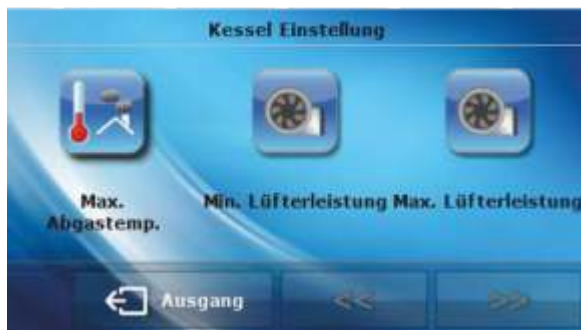 Kessel Einstellung
Max.
Abgastemp.
Min. Lüfterleistung
Max. Lüfterleistung
Ausgang
<<
>>